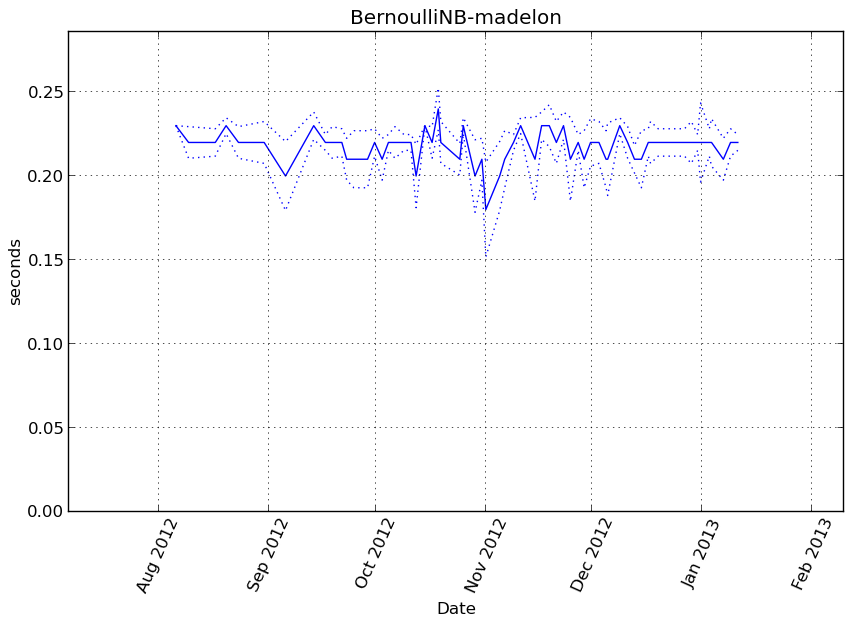 BernoulliNB-madelon
0.25
0.20
0.15
0.10
0.05
0.00
seconds
Aug 2012
Sep 2012
Oct 2012
Nov 2012
Dec 2012
Jan 2013
Feb 2013
Date